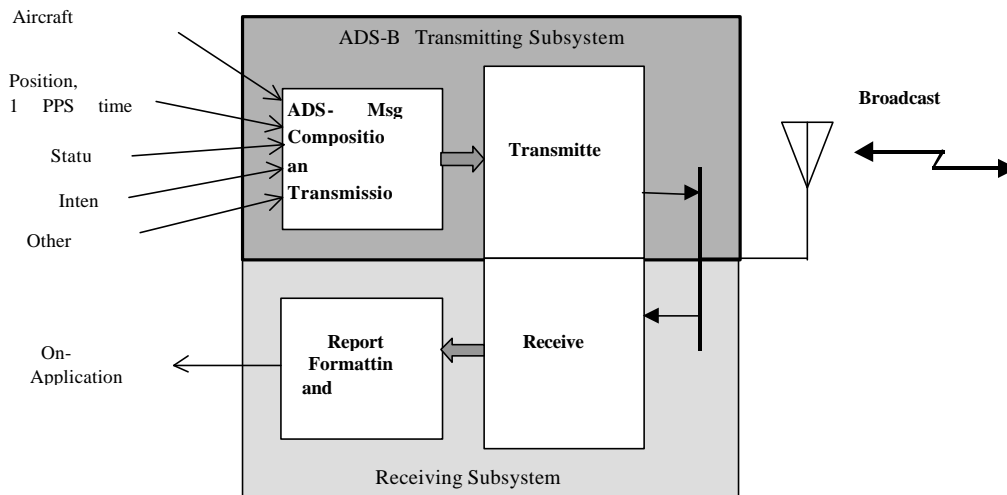 Aircraft
ADS-B Transmitting Subsystem
Position,
1 PPS time
ADS- Msg
Compositio
an
Transmissio
Broadcast
Transmitte
Statu
Inten
Other
On-
Application
Report
Formattin
and
Receive
Receiving Subsystem